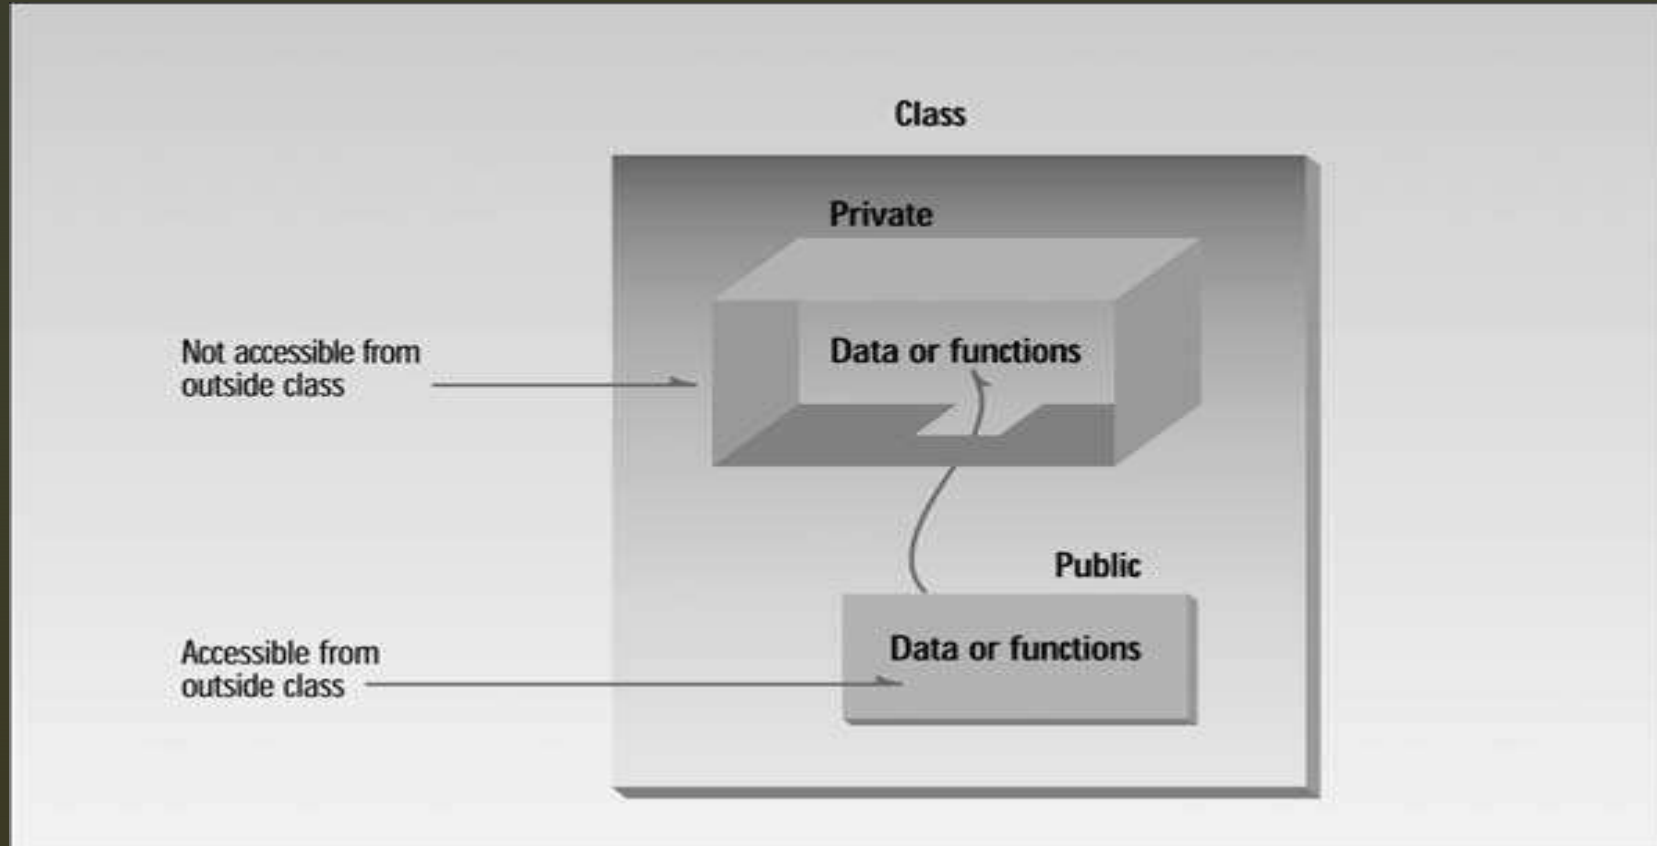 Class
Private
Not accessible from
outside class
Data or functions
Public
Accessible from
outside class
Data or functions